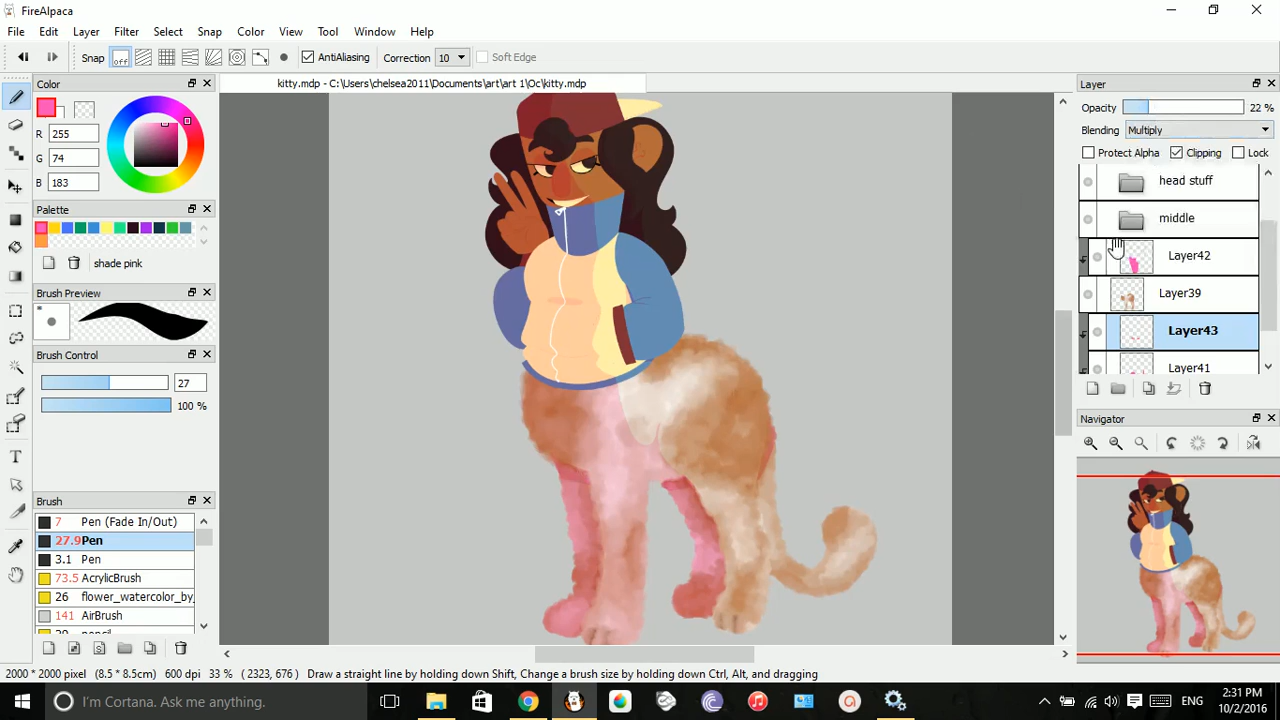 FireAlpaca
File Edit View Layer Filter Select Snap Color View Tool Window Help
Snap off AntiAliasing Correction 10 Soft Edge
Color
R 255
G 74
B 183
Palette
shade pink
Brush Preview
Brush Control
27
100 %
Brush
7 Pen (Fade In/Out)
27.9 Pen
3.1 Pen
73.5 AcrylicBrush
26 flower_watercolor_by_
141 AirBrush
kitty.mdp - C:\Users\chelsea2011\Documents\art\art 1\Oc\kitty.mdp
Layer
Opacity 22 %
Blending Multiply
Protect Alpha Clipping Lock
head stuff
middle
Layer42
Layer39
Layer43
Layer41
Navigator
2000 * 2000 pixel (8.5 * 8.5cm) 600 dpi 33 % ( 2323, 676 ) Draw a straight line by holding down Shift, Change a brush size by holding down Ctrl, Alt, and dragging
I'm Cortana. Ask me anything.
ENG
2:31 PM
10/2/2016